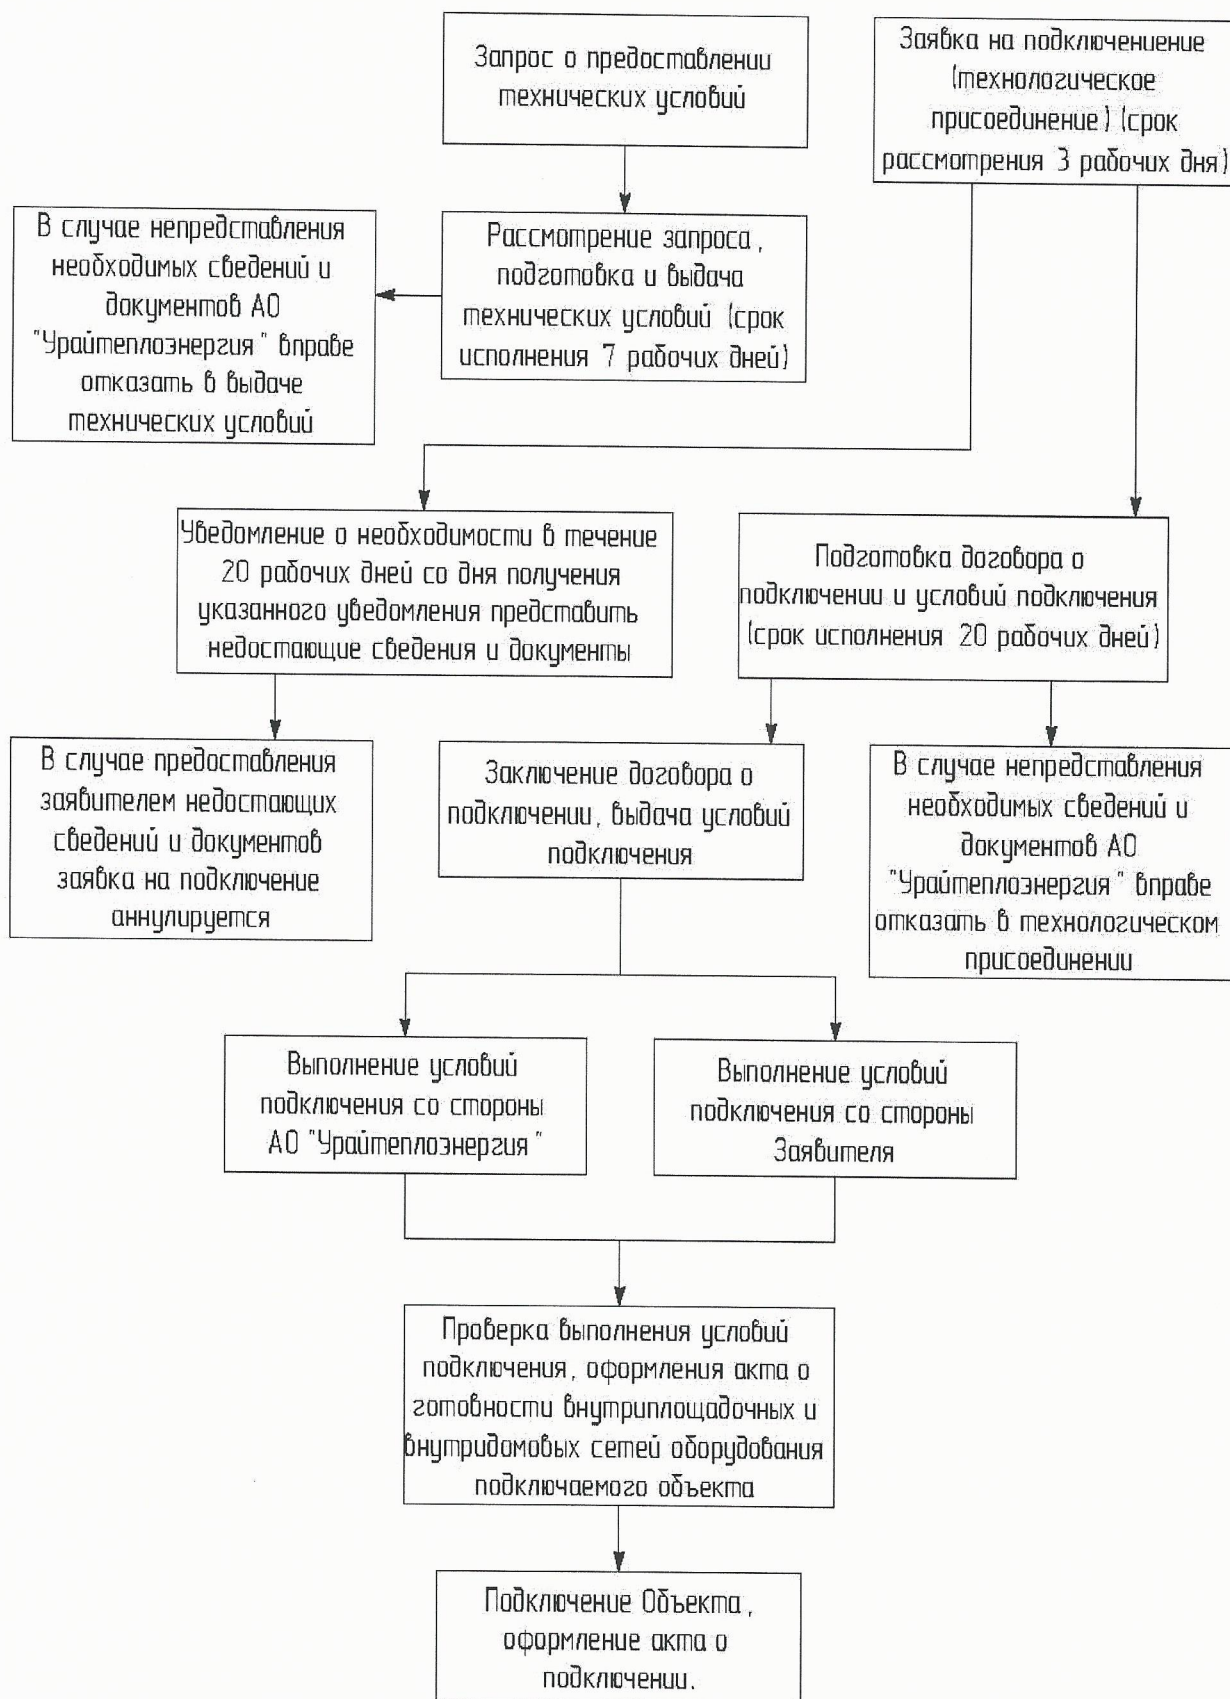 Запрос о предоставлении
технических условий
Заявка на подключениение
(технологическое
присоединение) (срок
рассмотрения 3 рабочих дня)
В случае непредставления
необходимых сведений и
документов АО
"Урайтеплоэнергия" вправе
отказать в выдаче
технических условий
Рассмотрение запроса,
подготовка и выдача
технических условий (срок
исполнения 7 рабочих дней)
Уведомление о необходимости в течение
20 рабочих дней со дня получения
указанного уведомления представить
недостающие сведения и документы
Подготовка договора о
подключении и условий подключения
(срок исполнения 20 рабочих дней)
В случае предоставления
заявителем недостающих
сведений и документов
заявка на подключение
аннулируется
Заключение договора о
подключении, выдача условий
подключения
В случае непредставления
необходимых сведений и
документов АО
"Урайтеплоэнергия" вправе
отказать в технологическом
присоединении
Выполнение условий
подключения со стороны
АО "Урайтеплоэнергия"
Выполнение условий
подключения со стороны
Заявителя
Проверка выполнения условий
подключения, оформления акта о
готовности внутриплощадочных и
внутридомовых сетей оборудования
подключаемого объекта
Подключение Объекта,
оформление акта о
подключении.